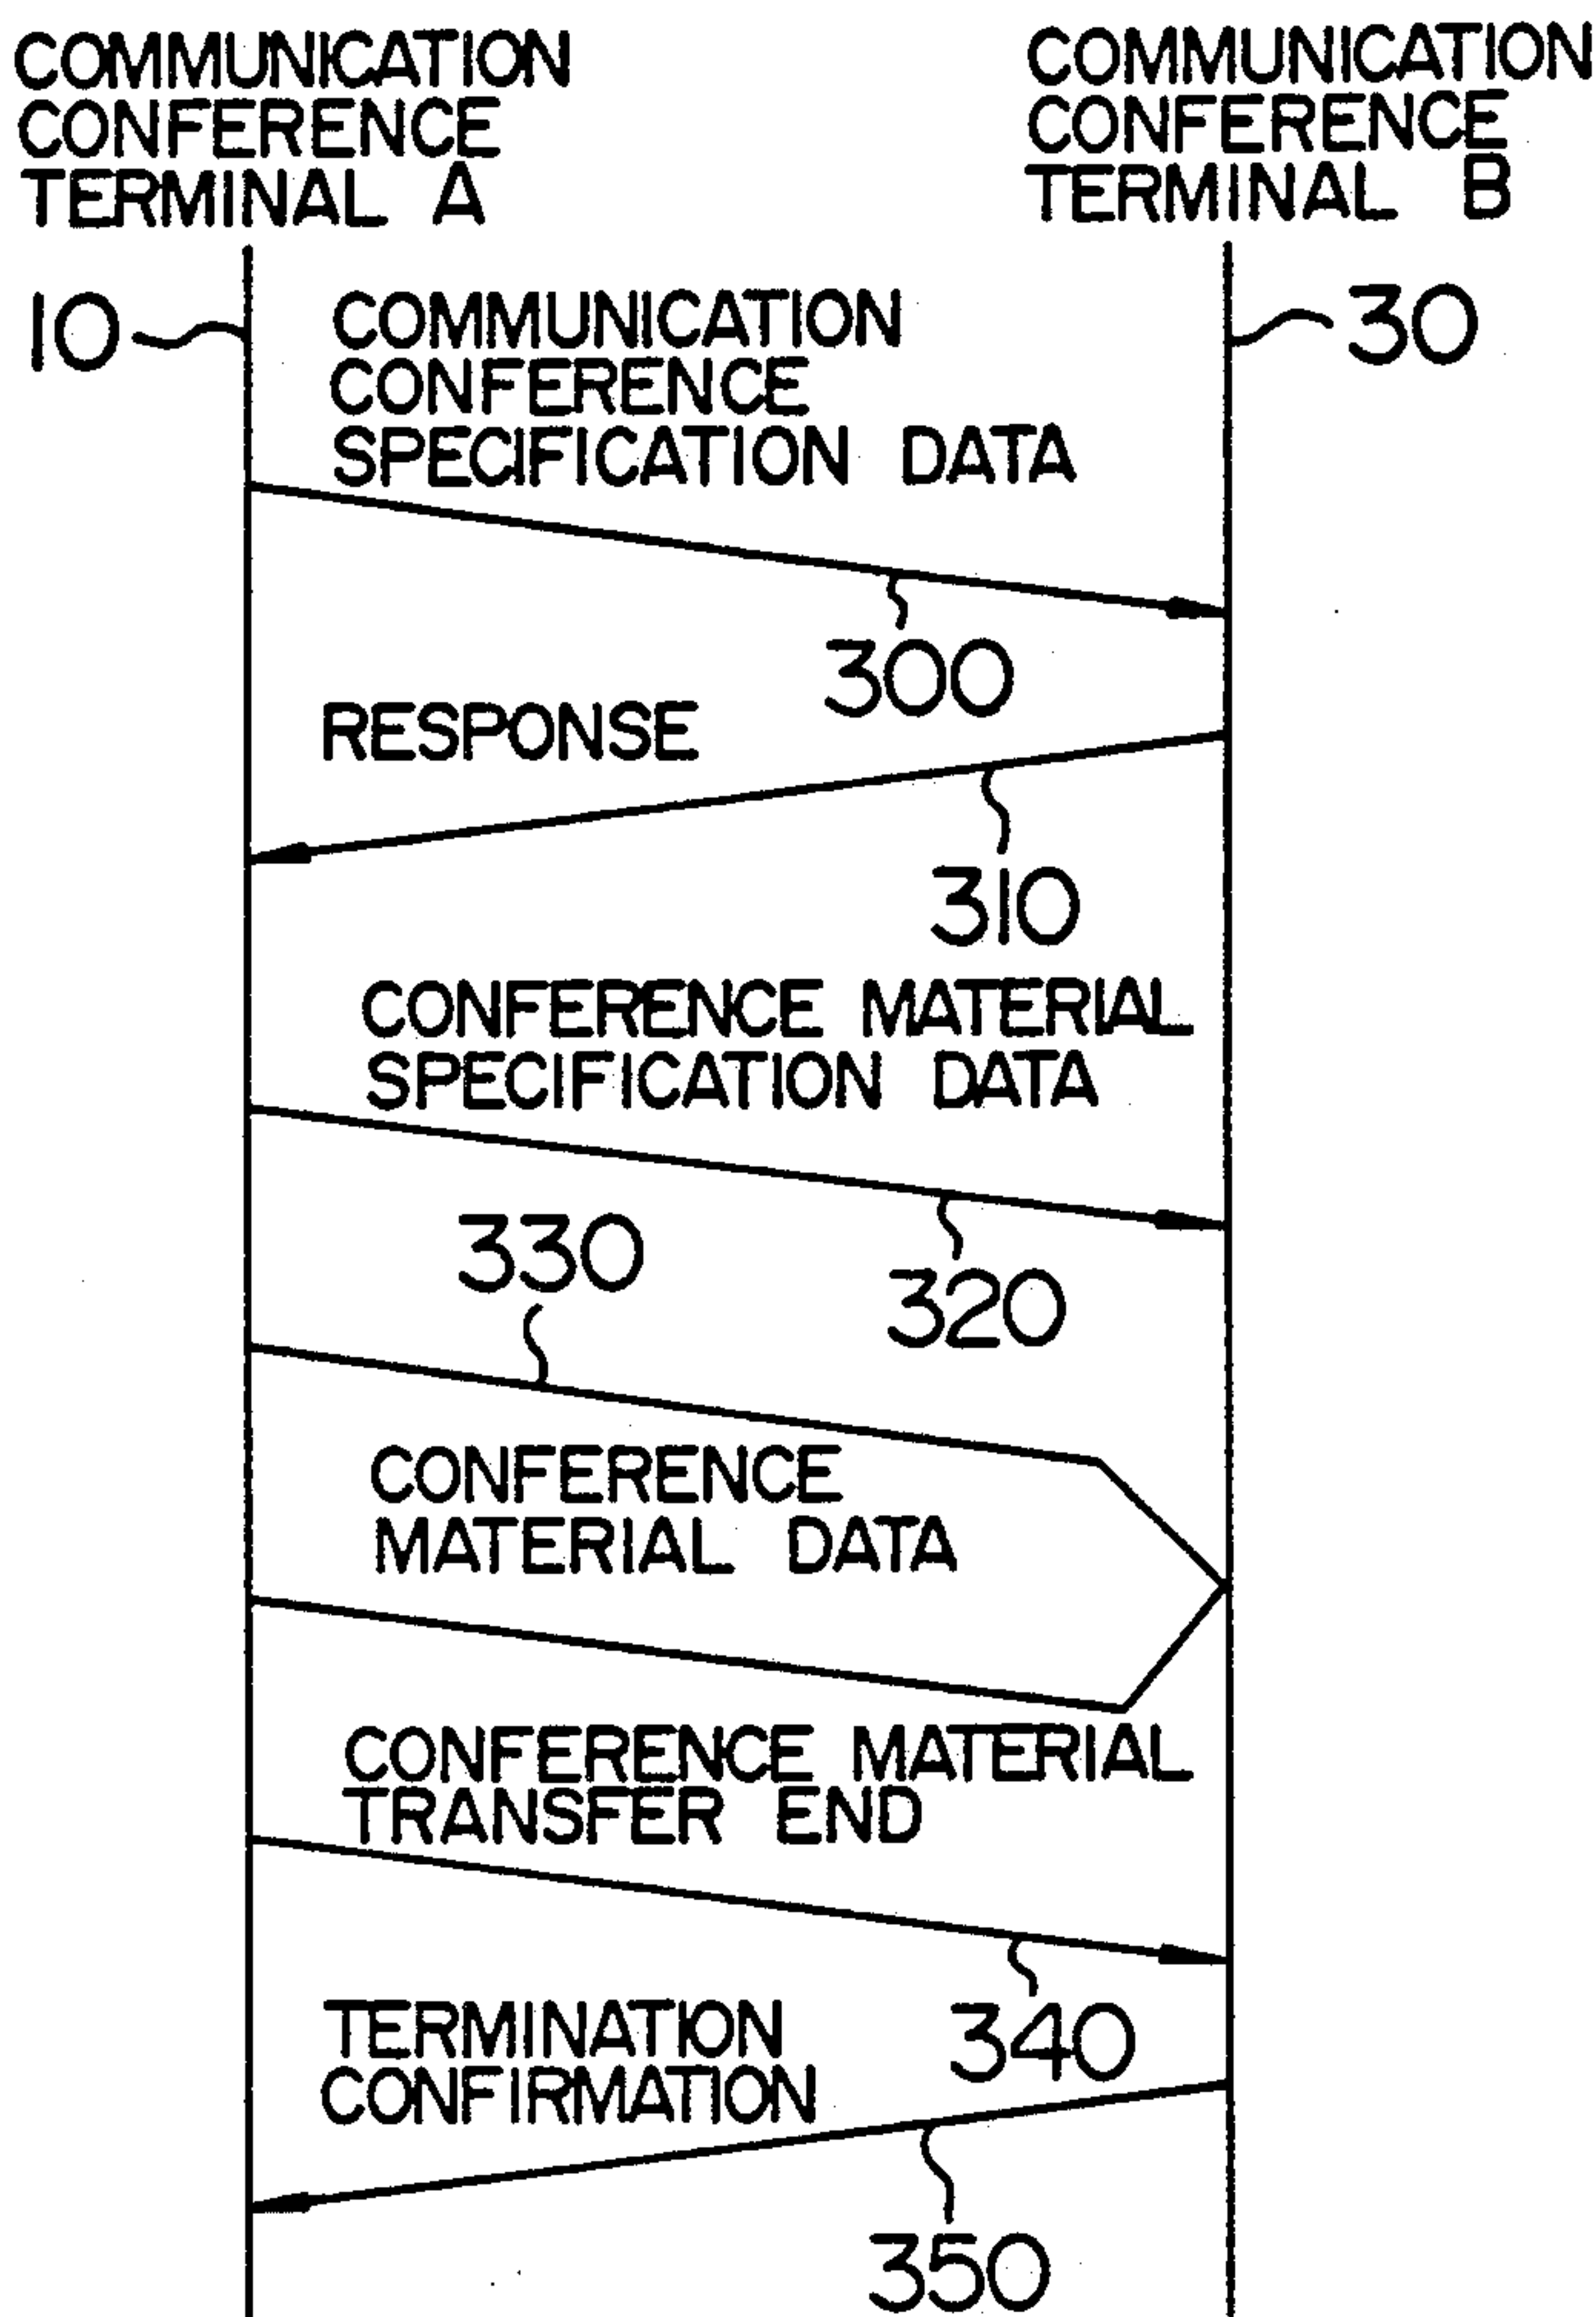 COMMUNICATION
CONFERENCE
TERMINAL A
COMMUNICATION
CONFERENCE
TERMINAL B
10
30
COMMUNICATION
CONFERENCE
SPECIFICATION DATA
300
RESPONSE
310
CONFERENCE MATERIAL
SPECIFICATION DATA
330
320
CONFERENCE
MATERIAL DATA
CONFERENCE MATERIAL
TRANSFER END
340
TERMINATION
CONFIRMATION
350